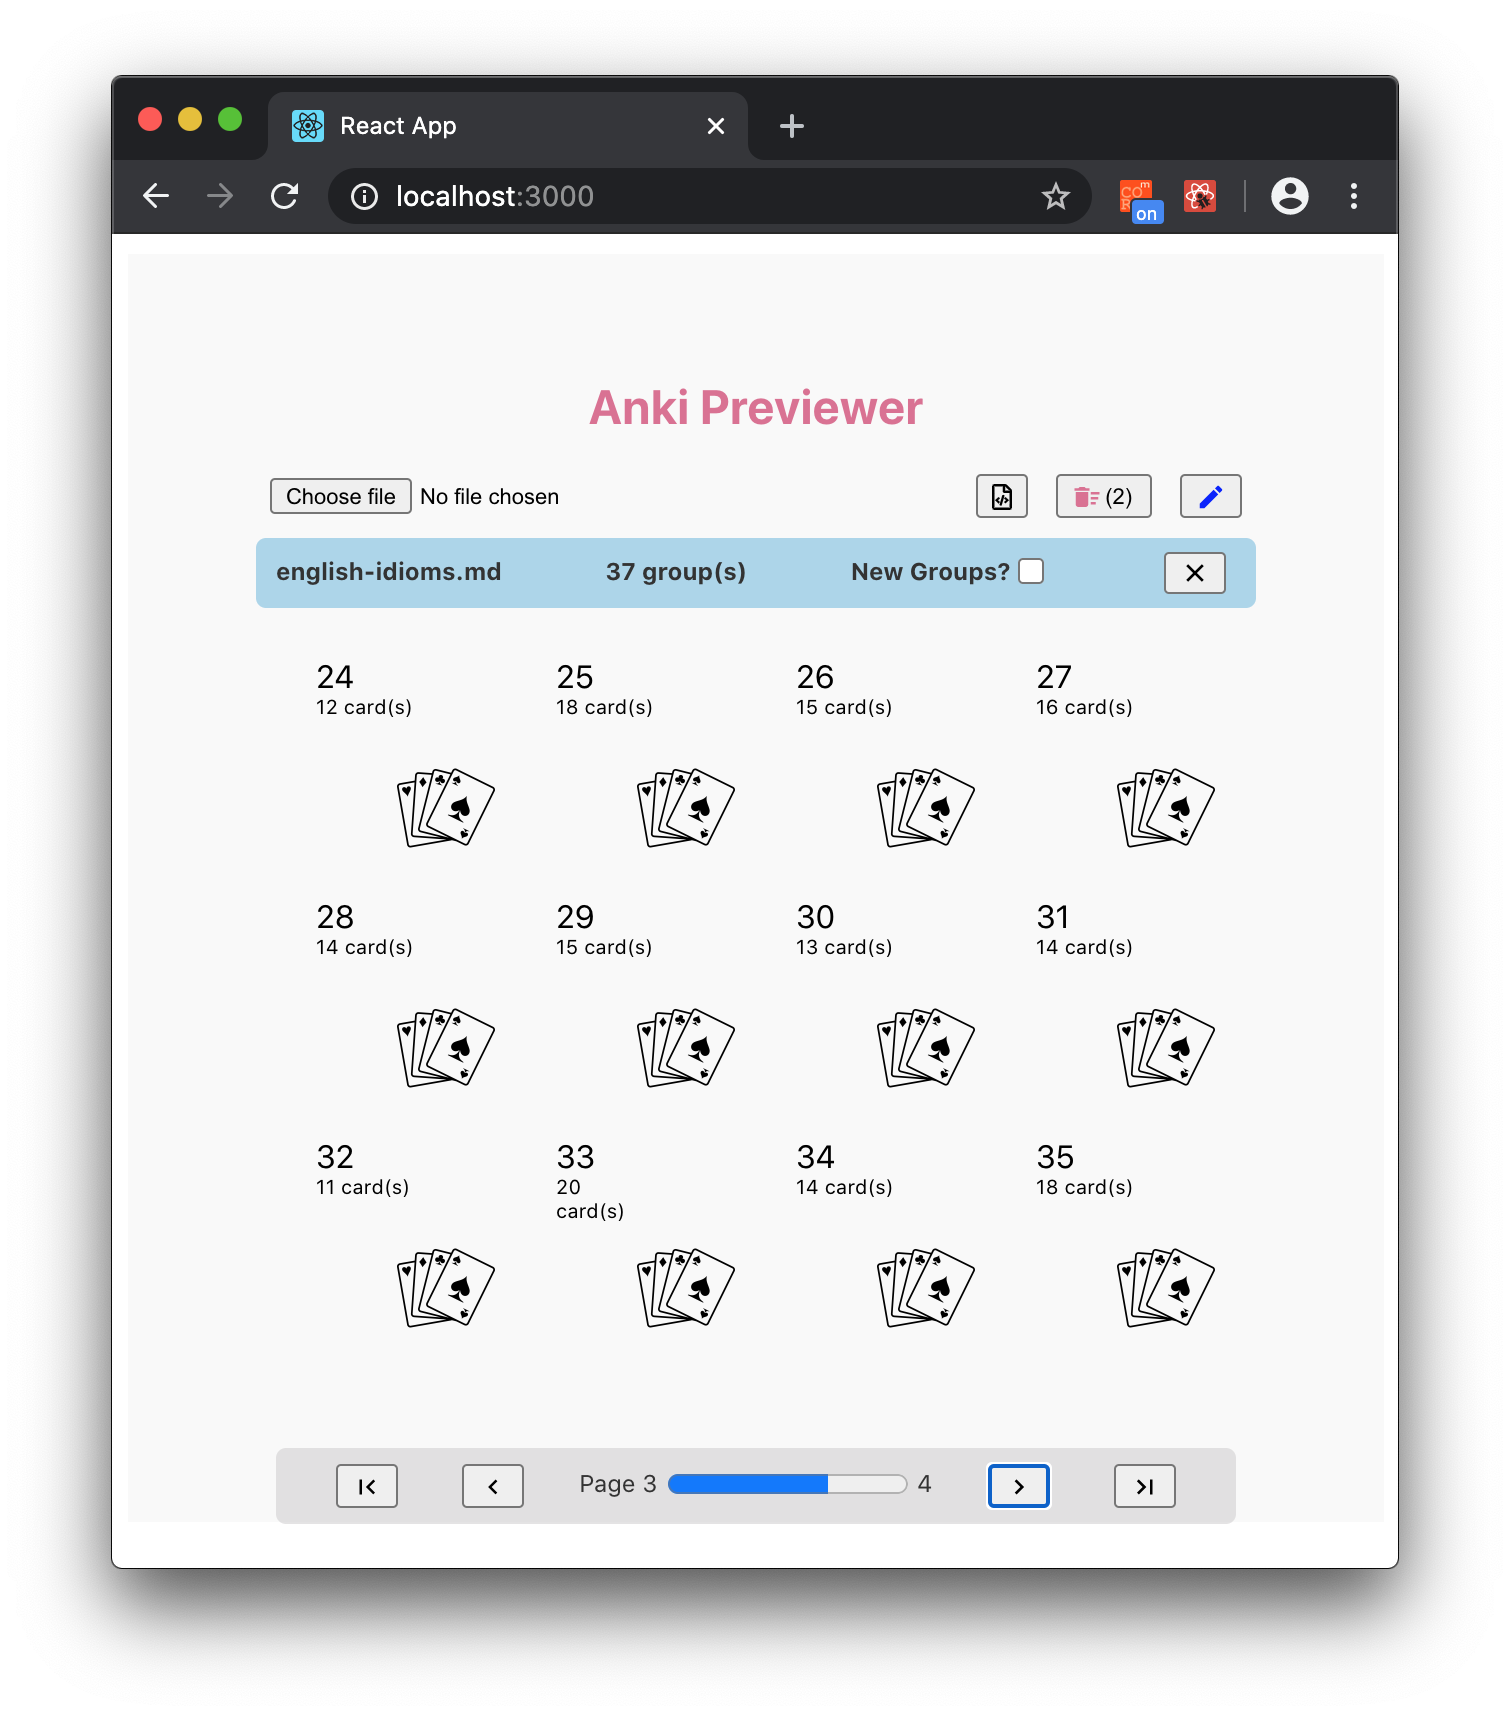 React App
localhost:3000
on
Anki Previewer
Choose file No file chosen (2)
english-idioms.md 37 group(s) New Groups?
24 25 26 27
12 card(s) 18 card(s) 15 card(s) 16 card(s)
28 29 30 31
14 card(s) 15 card(s) 13 card(s) 14 card(s)
32 33 34 35
11 card(s) 20 14 card(s) 18 card(s)
card(s)
Page 3 4